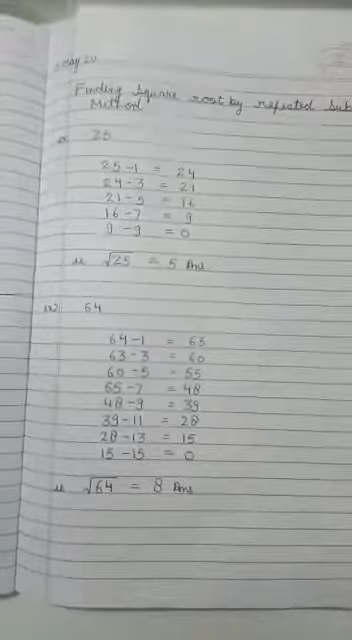 Finding Square root by repeated Sub
Method
25
25-1 = 24
24-3 = 21
21-5 = 16
16-7 = 9
9-9 = 0
√25 = 5 Ans
64
64-1 = 63
63-3 = 60
60-5 = 55
55-7 = 48
48-9 = 39
39-11 = 28
28-13 = 15
15-15 = 0
√64 = 8 Ans